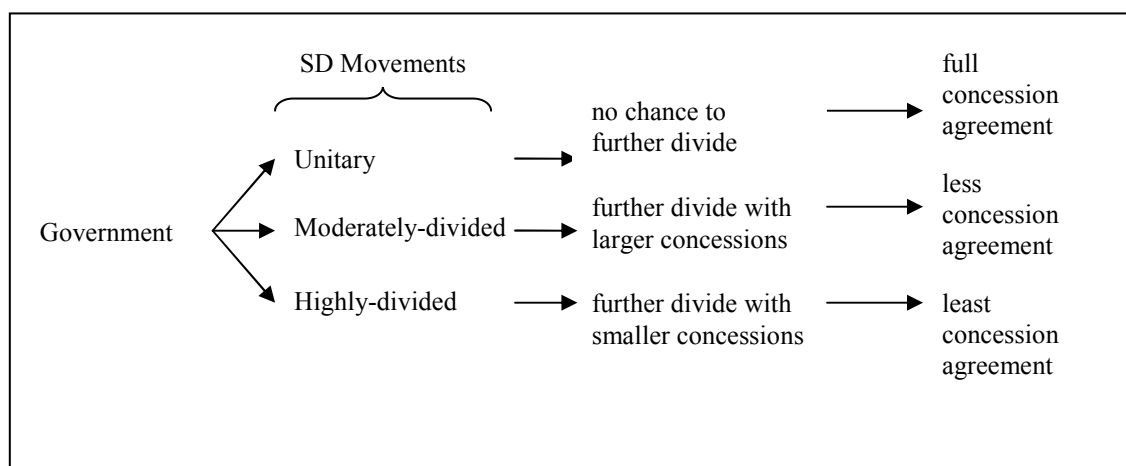 SD Movements
Government
Unitary
no chance to
further divide
full
concession
agreement
Moderately-divided
further divide with
larger concessions
less
concession
agreement
Highly-divided
further divide with
smaller concessions
least
concession
agreement